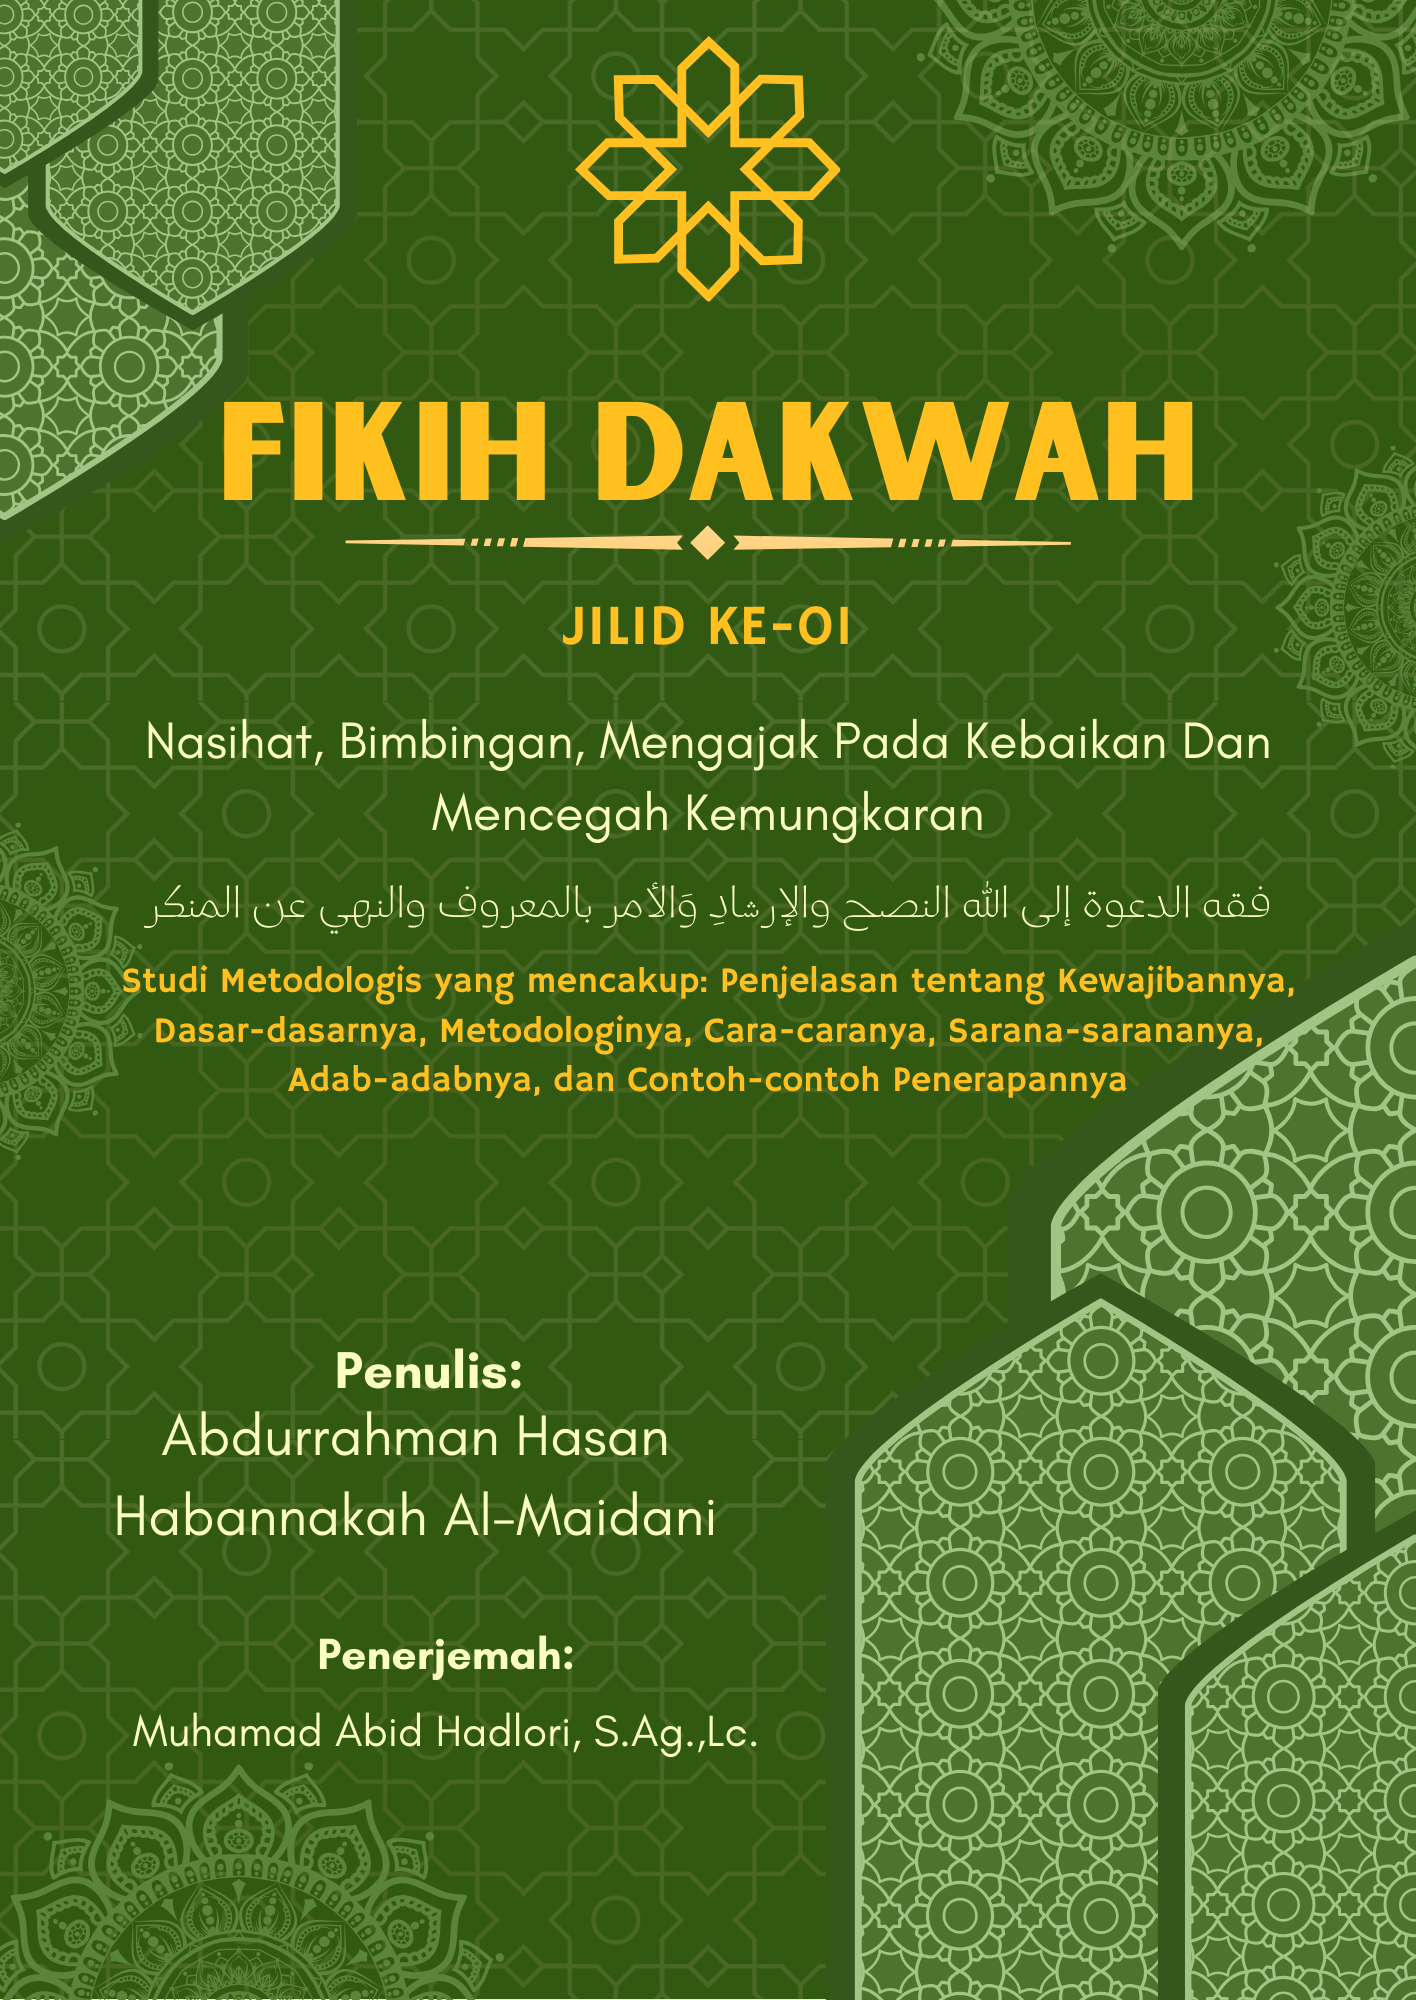 FIKIH DAKWAH
JILID KE-01
Nasihat, Bimbingan, Mengajak Pada Kebaikan Dan
Mencegah Kemungkaran
فقه الدعوة إلى الله النصح والإرشادِ وَالأمر بالمعروف والنهي عن المنكر
Studi Metodologis yang mencakup: Penjelasan tentang Kewajibannya,
Dasar-dasarnya, Metodologinya, Cara-caranya, Sarana-sarananya,
Adab-adabnya, dan Contoh-contoh Penerapannya
Penulis:
Abdurrahman Hasan
Habannakah Al-Maidani
Penerjemah:
Muhamad Abid Hadlori, S.Ag.,Lc.